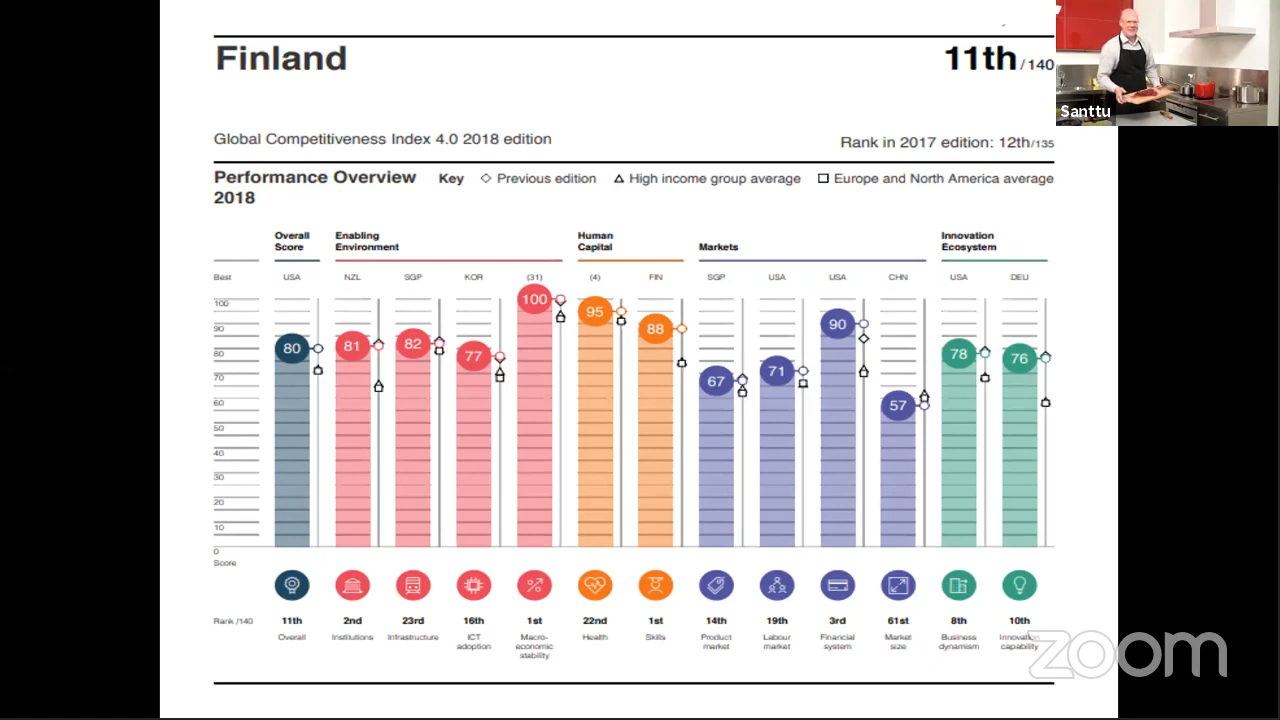 Finland
11th/140
Santtu
Global Competitiveness Index 4.0 2018 edition
Rank in 2017 edition: 12th/135
Performance Overview 2018
Key Previous edition High income group average Europe and North America average
Overall Score
Enabling Environment
Human Capital
Markets
Innovation Ecosystem
Best USA NZL SGP KOR (31) (4) FIN SGP USA USA CHN USA DEU
100
90
80
70
60
50
40
30
20
10
0
Score
80 81 82 77 100 95 88 67 71 90 57 78 76
Rank /140 11th 2nd 23rd 16th 1st 22nd 1st 14th 19th 3rd 61st 8th 10th
Overall
Institutions
Infrastructure
ICT adoption
Macro-economic stability
Health
Skills
Product market
Labour market
Financial system
Market size
Business dynamism
Innovation capability
zoom